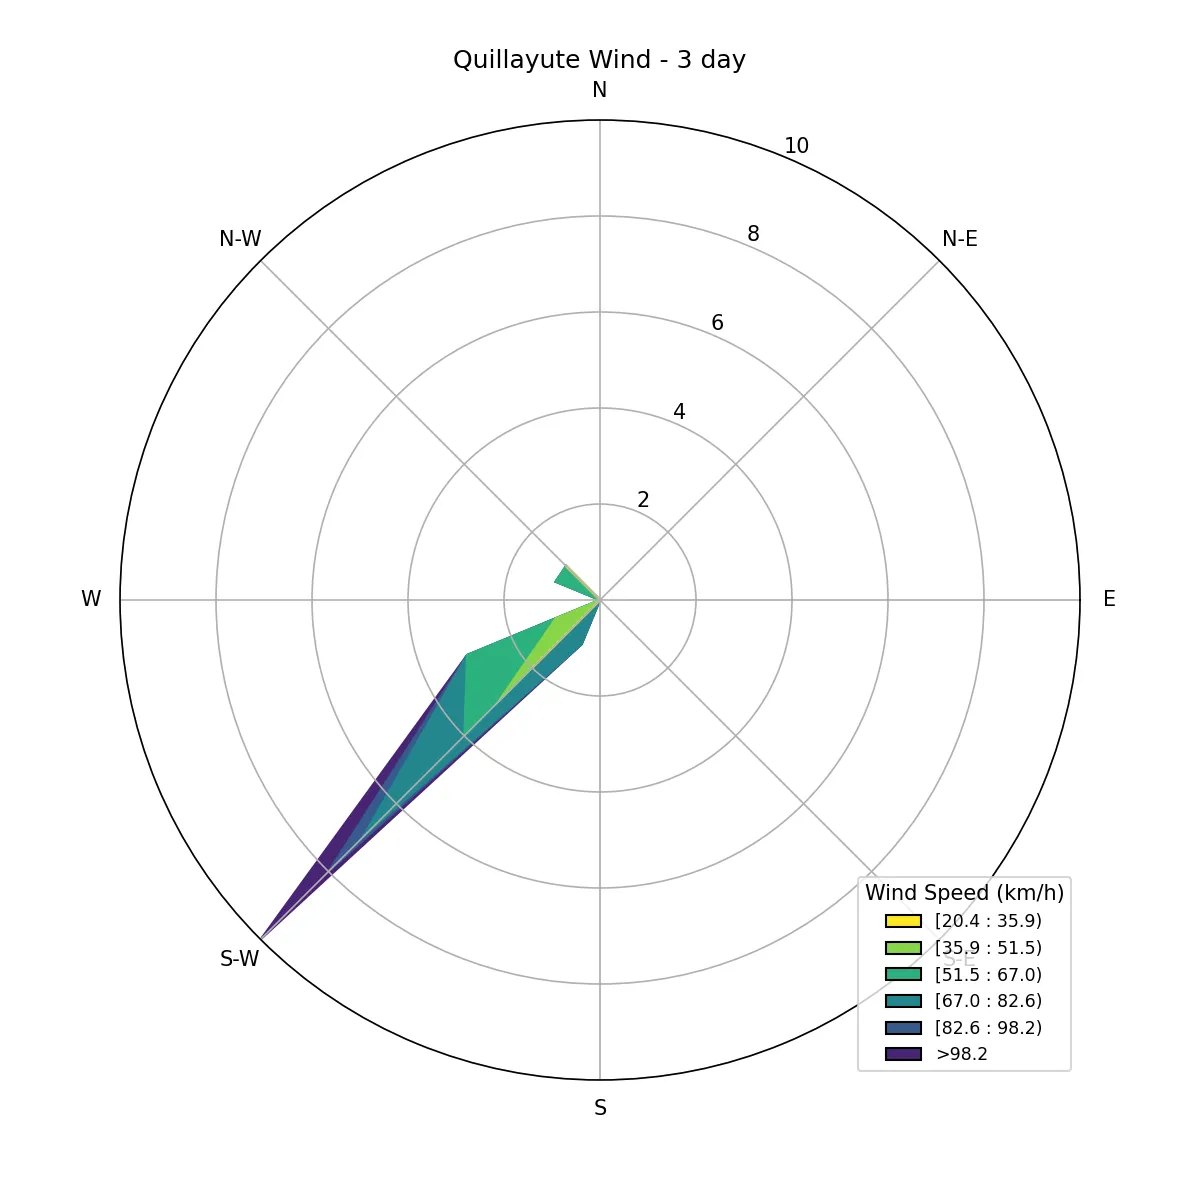 Quillayute Wind - 3 day
N
10
N-W
8
N-E
6
4
2
W
E
Wind Speed (km/h)
[20.4 : 35.9)
[35.9 : 51.5)
S-W
S-E
[51.5 : 67.0)
[67.0 : 82.6)
[82.6 : 98.2)
>98.2
S